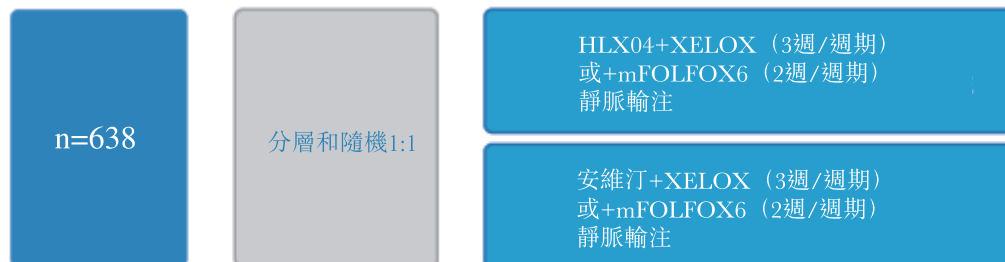 n=638
分層和隨機1:1
HLX04+XELOX（3週/週期）
或+mFOLFOX6（2週/週期）
靜脈輸注
安維汀+XELOX（3週/週期）
或+mFOLFOX6（2週/週期）
靜脈輸注